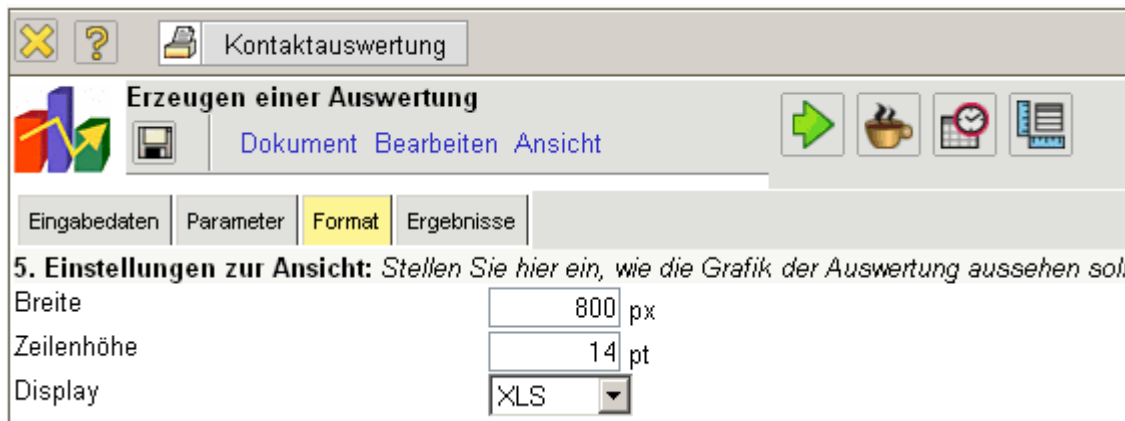 Kontaktauswertung
Erzeugen einer Auswertung
Dokument Bearbeiten Ansicht
Eingabedaten Parameter Format Ergebnisse
5. Einstellungen zur Ansicht: Stellen Sie hier ein, wie die Grafik der Auswertung aussehen sol
Breite 800 px
Zeilenhöhe 14 pt
Display XLS